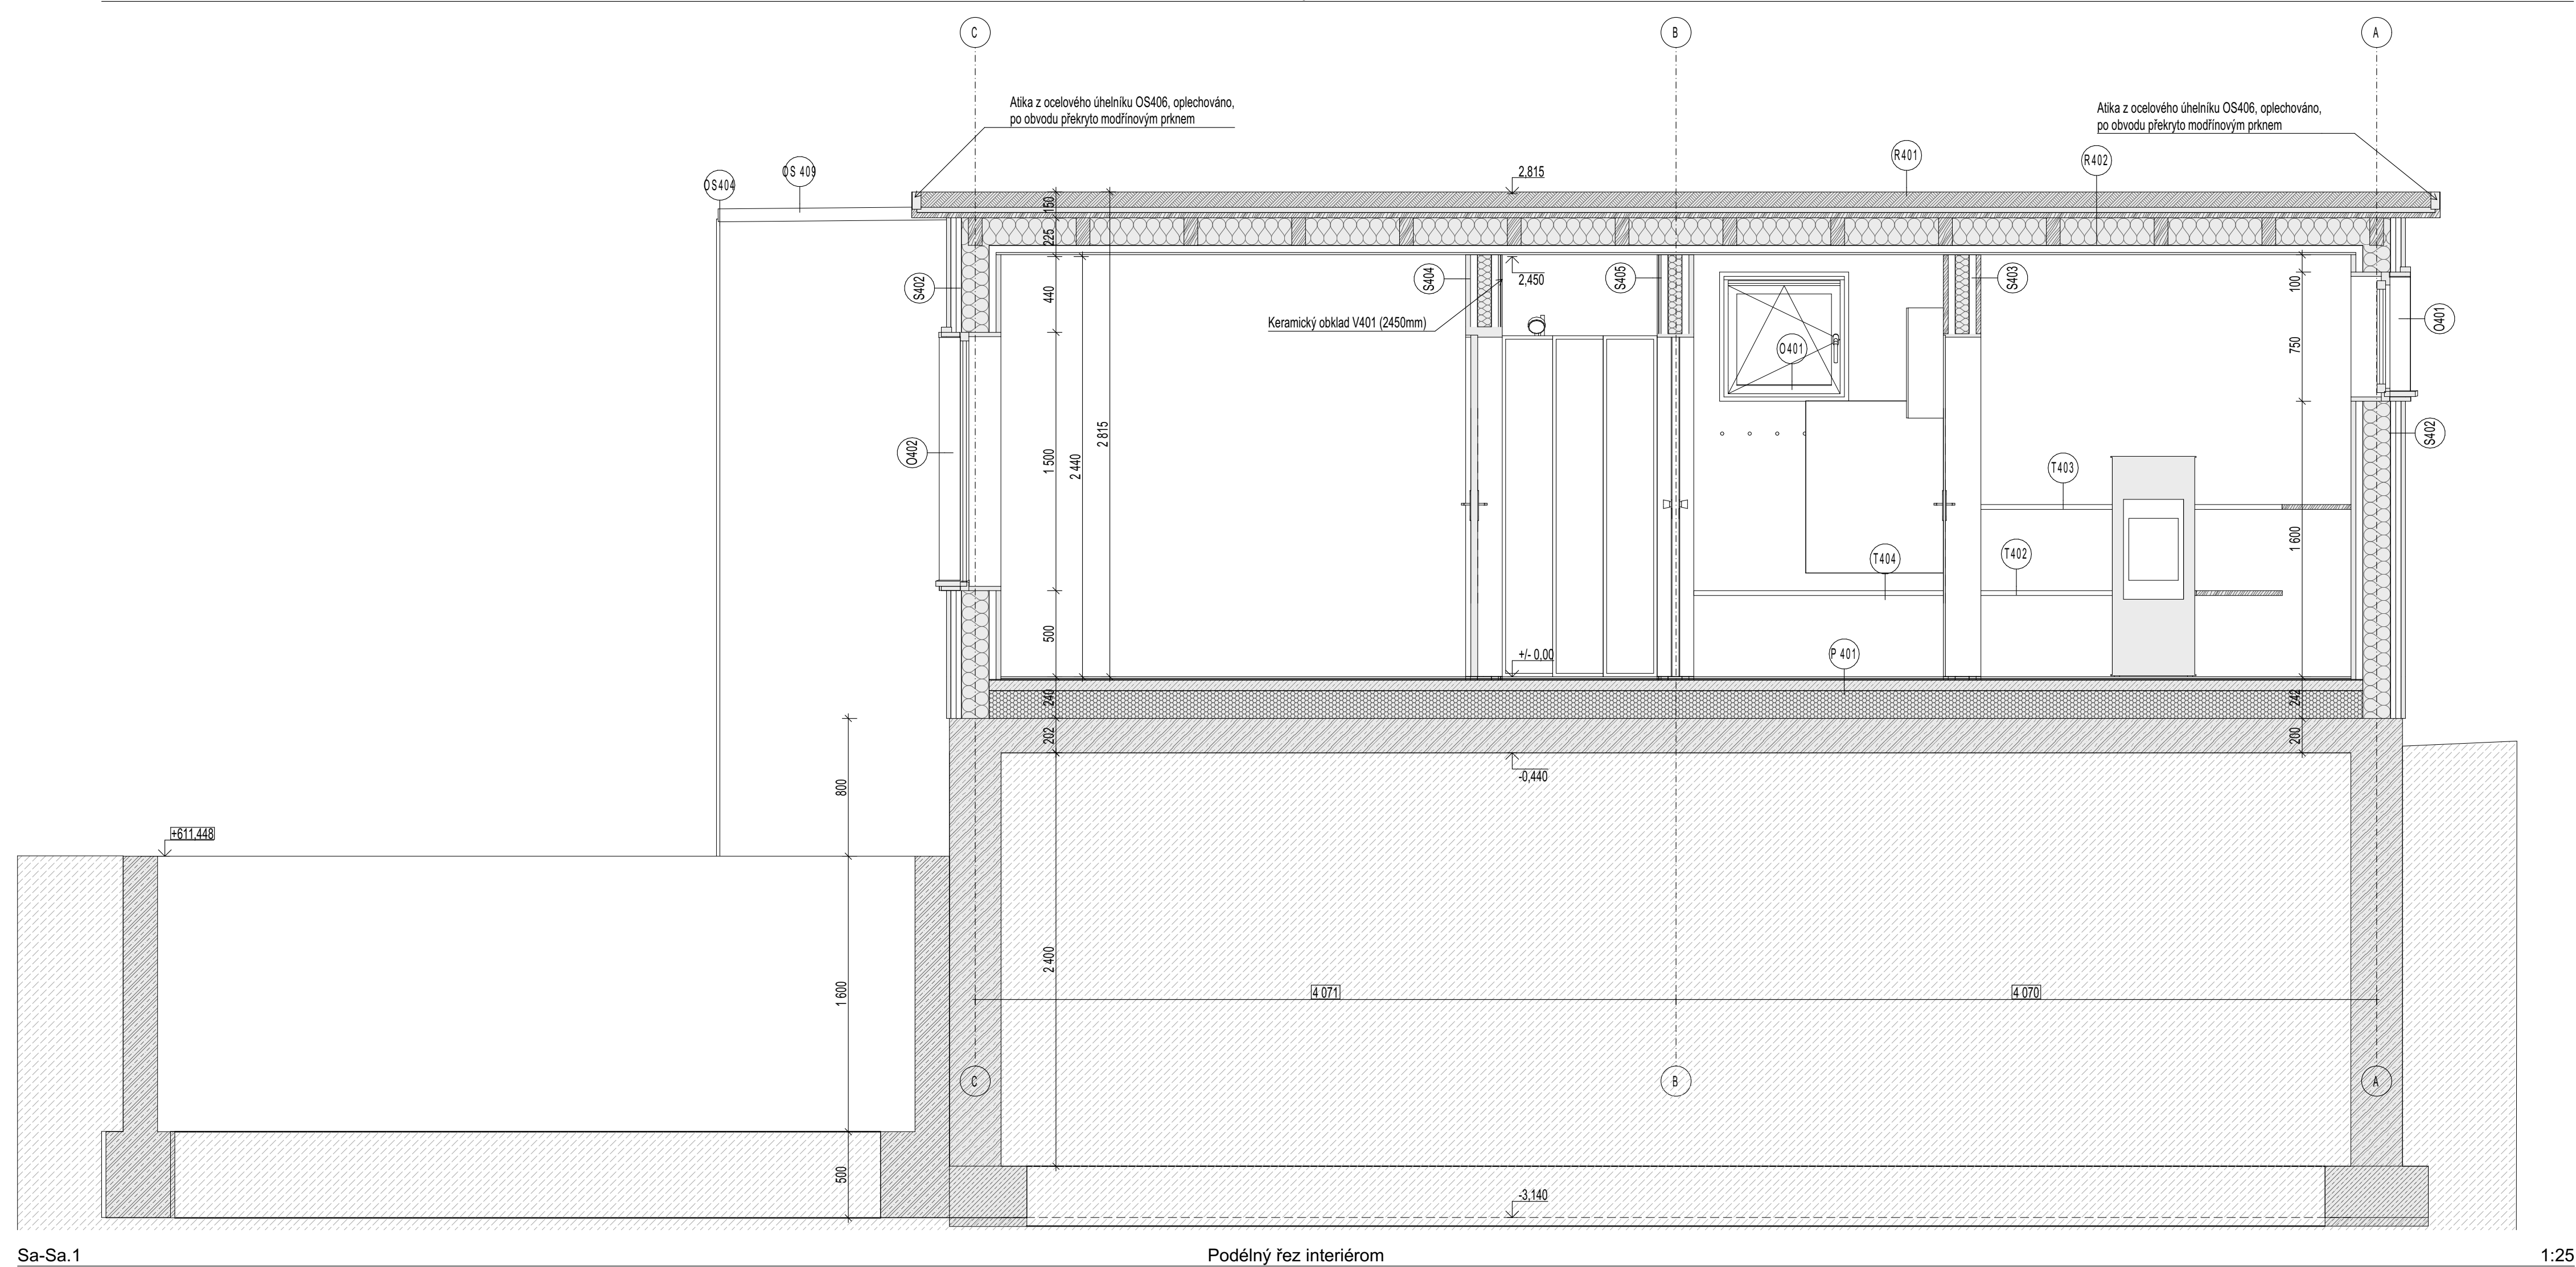 C
B
A
Atika z ocelového úhelníku OS406, oplechováno,
po obvodu překryto modřínovým prknem
Atika z ocelového úhelníku OS406, oplechováno,
po obvodu překryto modřínovým prknem
OS404
OS 409
2,815
R401
R402
150
225
S402
440
S404
2,450
S405
S403
100
O401
Keramický obklad V401 (2450mm)
O401
750
O402
1 500
2 440
2 815
S402
T403
T404
T402
1 600
500
+/- 0,00
P 401
240
242
202
200
-0,440
800
+611,448
2 400
1 600
4 071
4 070
C
B
A
500
-3,140
Sa-Sa.1
Podélný řez interiérom
1:25